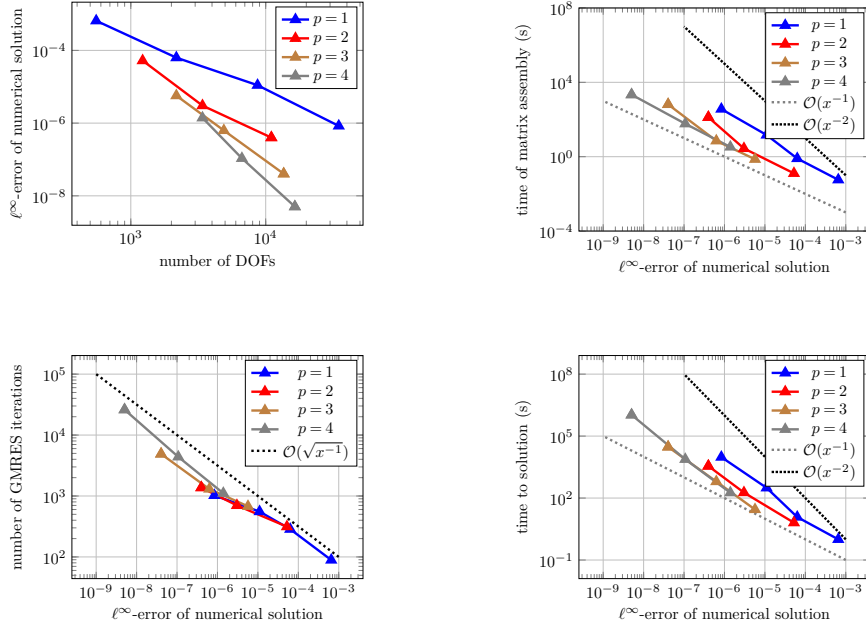 ℓ^∞-error of numerical solution
10^−4
10^−6
10^−8
10^3
10^4
number of DOFs
p = 1
p = 2
p = 3
p = 4
time of matrix assembly (s)
10^8
10^4
10^0
10^−4
10^−9 10^−8 10^−7 10^−6 10^−5 10^−4 10^−3
ℓ^∞-error of numerical solution
p = 1
p = 2
p = 3
p = 4
O(x^−1)
O(x^−2)
number of GMRES iterations
10^5
10^4
10^3
10^2
10^−9 10^−8 10^−7 10^−6 10^−5 10^−4 10^−3
ℓ^∞-error of numerical solution
p = 1
p = 2
p = 3
p = 4
O(√x^−1)
time to solution (s)
10^8
10^5
10^2
10^−1
10^−9 10^−8 10^−7 10^−6 10^−5 10^−4 10^−3
ℓ^∞-error of numerical solution
p = 1
p = 2
p = 3
p = 4
O(x^−1)
O(x^−2)